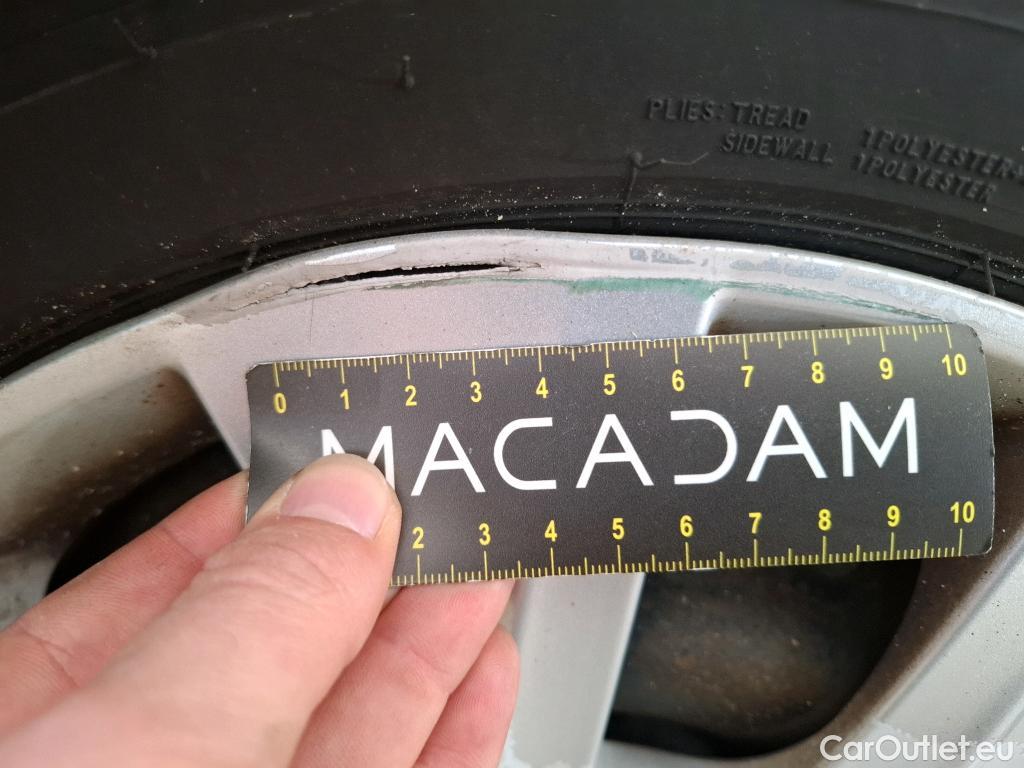 PLIES: TREAD 1POLYESTER+
SIDEWALL 1POLYESTER
0 1 2 3 4 5 6 7 8 9 10
MACADAM
2 3 4 5 6 7 8 9 10
CarOutlet.eu